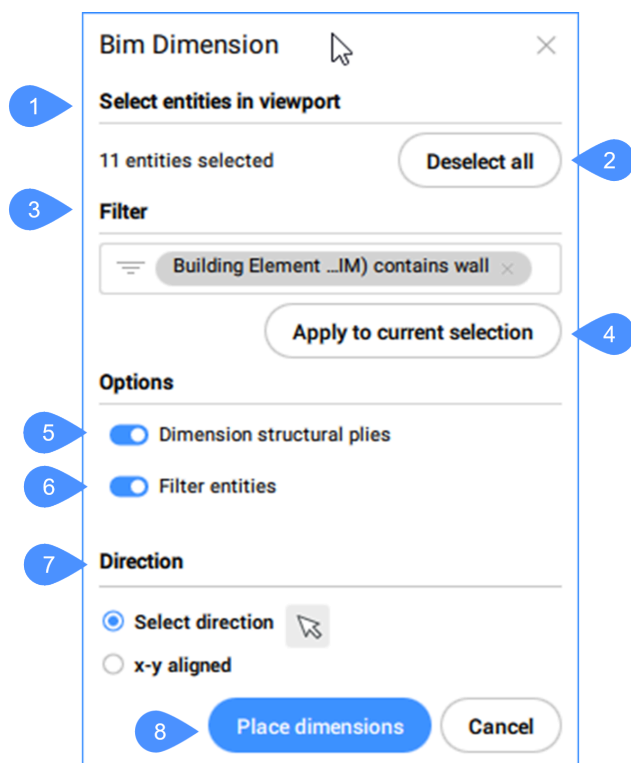 Bim Dimension
1 Select entities in viewport
11 entities selected Deselect all 2
3 Filter
Building Element ...IM) contains wall
Apply to current selection 4
Options
5 Dimension structural plies
6 Filter entities
7 Direction
Select direction
x-y aligned
8 Place dimensions Cancel